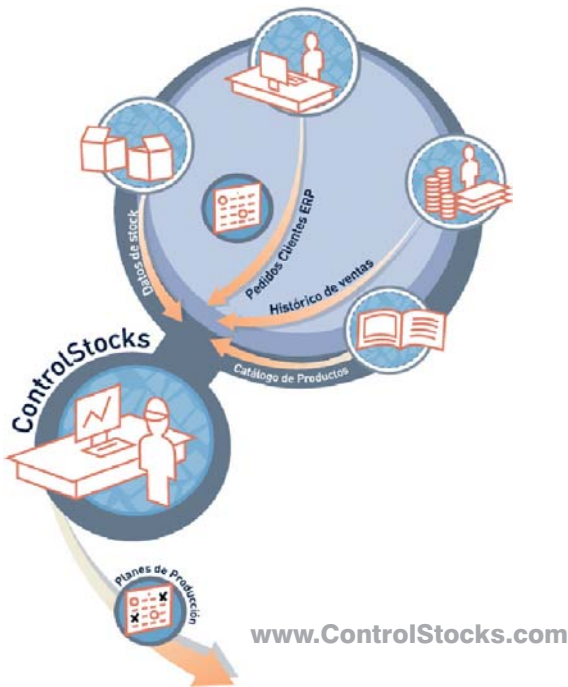 Datos de stock
Pedidos Clientes ERP
Histórico de ventas
Catálogo de Productos
ControlStocks
Planes de Producción
www.ControlStocks.com